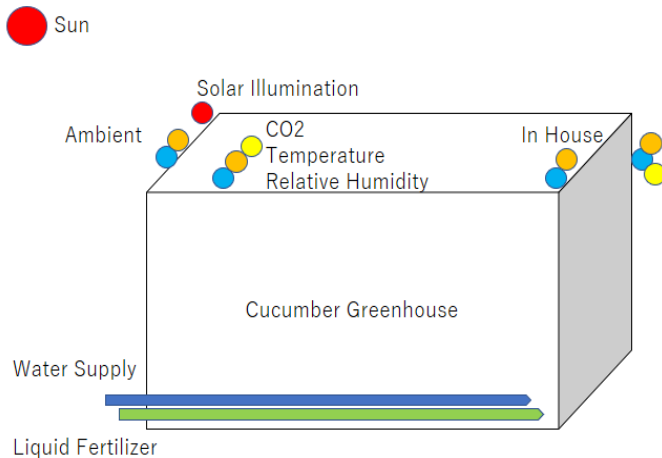 Sun
Solar Illumination
Ambient
CO2
Temperature
Relative Humidity
In House
Cucumber Greenhouse
Water Supply
Liquid Fertilizer